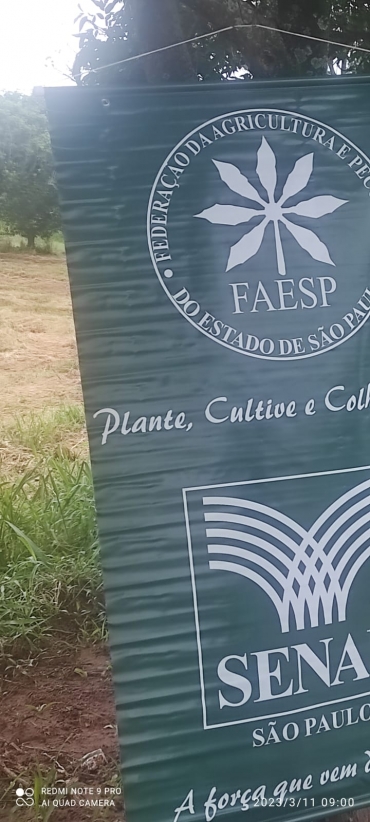 • FEDERAÇÃO DA AGRICULTURA E PEC
FAESP
DO ESTADO DE SÃO PAUL
Plante, Cultive e Colh
SENA
SÃO PAULO
A força que vem d
REDMI NOTE 9 PRO
AI QUAD CAMERA
2023/3/11 09:00